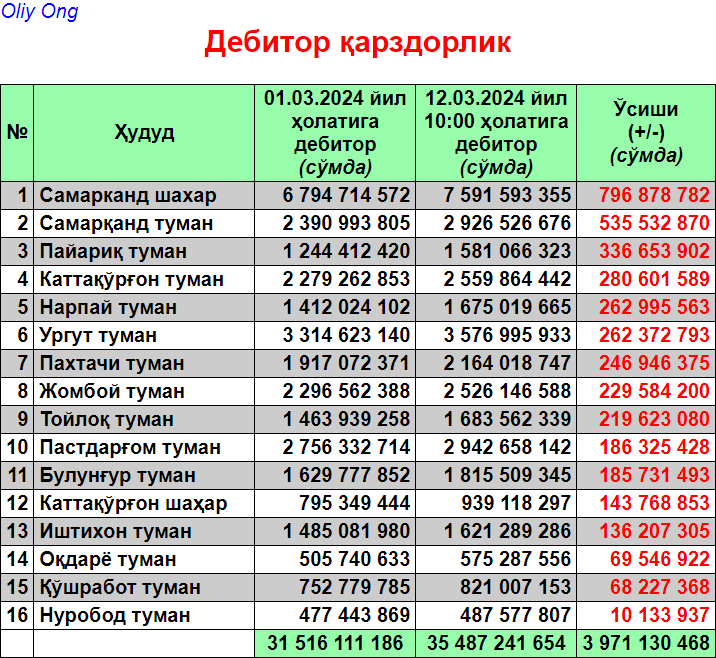 Oliy Ong
Дебитор қарздорлик
№ Ҳудуд 01.03.2024 йил ҳолатига дебитор (сўмда) 12.03.2024 йил 10:00 ҳолатига дебитор (сўмда) Ўсиши (+/-) (сўмда)
1 Самарканд шахар 6 794 714 572 7 591 593 355 796 878 782
2 Самарқанд туман 2 390 993 805 2 926 526 676 535 532 870
3 Пайариқ туман 1 244 412 420 1 581 066 323 336 653 902
4 Каттақўрғон туман 2 279 262 853 2 559 864 442 280 601 589
5 Нарпай туман 1 412 024 102 1 675 019 665 262 995 563
6 Ургут туман 3 314 623 140 3 576 995 933 262 372 793
7 Пахтачи туман 1 917 072 371 2 164 018 747 246 946 375
8 Жомбой туман 2 296 562 388 2 526 146 588 229 584 200
9 Тойлоқ туман 1 463 939 258 1 683 562 339 219 623 080
10 Пастдарғом туман 2 756 332 714 2 942 658 142 186 325 428
11 Булунғур туман 1 629 777 852 1 815 509 345 185 731 493
12 Каттақўрғон шаҳар 795 349 444 939 118 297 143 768 853
13 Иштихон туман 1 485 081 980 1 621 289 286 136 207 305
14 Оқдарё туман 505 740 633 575 287 556 69 546 922
15 Қўшработ туман 752 779 785 821 007 153 68 227 368
16 Нуробод туман 477 443 869 487 577 807 10 133 937
31 516 111 186 35 487 241 654 3 971 130 468